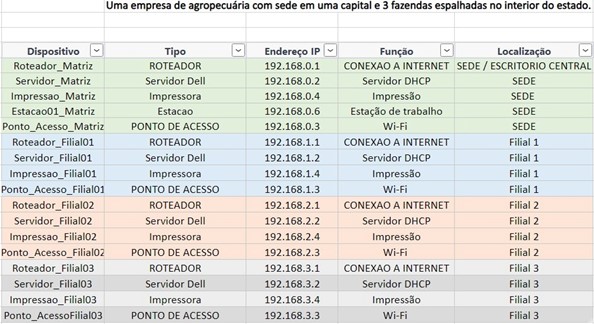 Uma empresa de agropecuária com sede em uma capital e 3 fazendas espalhadas no interior do estado.
Dispositivo Tipo Endereço IP Função Localização
Roteador_Matriz ROTEADOR 192.168.0.1 CONEXAO A INTERNET SEDE / ESCRITORIO CENTRAL
Servidor_Matriz Servidor Dell 192.168.0.2 Servidor DHCP SEDE
Impressao_Matriz Impressora 192.168.0.4 Impressão SEDE
Estacao01_Matriz Estacao 192.168.0.6 Estação de trabalho SEDE
Ponto_Acesso_Matriz PONTO DE ACESSO 192.168.0.3 Wi-Fi SEDE
Roteador_Filial01 ROTEADOR 192.168.1.1 CONEXAO A INTERNET Filial 1
Servidor_Filial01 Servidor Dell 192.168.1.2 Servidor DHCP Filial 1
Impressao_Filial01 Impressora 192.168.1.4 Impressão Filial 1
Ponto_Acesso_Filial01 PONTO DE ACESSO 192.168.1.3 Wi-Fi Filial 1
Roteador_Filial02 ROTEADOR 192.168.2.1 CONEXAO A INTERNET Filial 2
Servidor_Filial02 Servidor Dell 192.168.2.2 Servidor DHCP Filial 2
Impressao_Filial02 Impressora 192.168.2.4 Impressão Filial 2
Ponto_Acesso_Filial02 PONTO DE ACESSO 192.168.2.3 Wi-Fi Filial 2
Roteador_Filial03 ROTEADOR 192.168.3.1 CONEXAO A INTERNET Filial 3
Servidor_Filial03 Servidor Dell 192.168.3.2 Servidor DHCP Filial 3
Impressao_Filial03 Impressora 192.168.3.4 Impressão Filial 3
Ponto_AcessoFilial03 PONTO DE ACESSO 192.168.3.3 Wi-Fi Filial 3